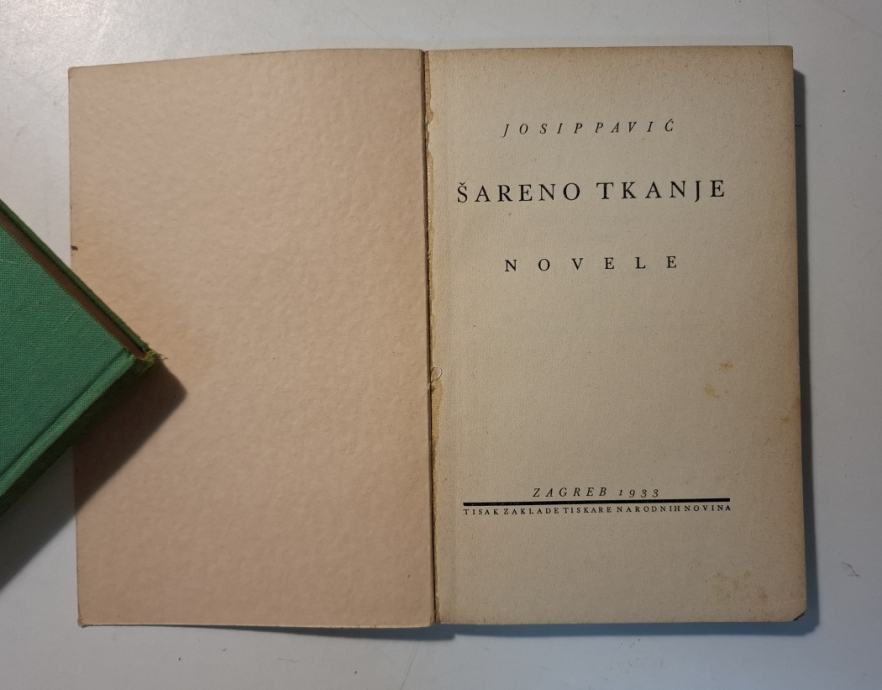 JOSIP PAVIĆ
ŠARENO TKANJE
NOVELE
ZAGREB 1933
TISAK ZAKLADE TISKARE NARODNIH NOVINA